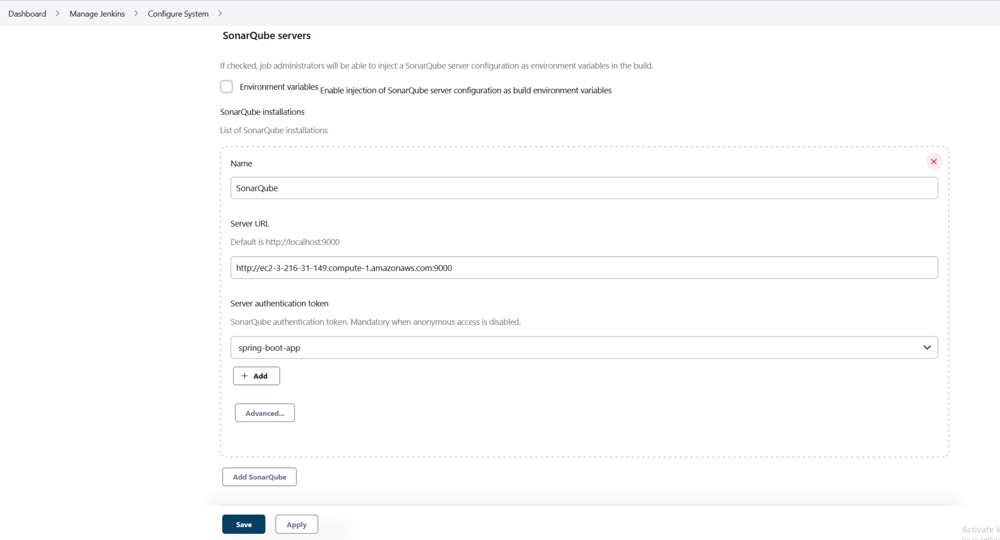 Dashboard > Manage Jenkins > Configure System >
SonarQube servers
If checked, job administrators will be able to inject a SonarQube server configuration as environment variables in the build.
Environment variables Enable injection of SonarQube server configuration as build environment variables
SonarQube installations
List of SonarQube installations
Name
SonarQube
Server URL
Default is http://localhost:9000
http://ec2-3-216-31-149.compute-1.amazonaws.com:9000
Server authentication token
SonarQube authentication token. Mandatory when anonymous access is disabled.
spring-boot-app
+ Add
Advanced...
Add SonarQube
Save Apply
Activate
Go to